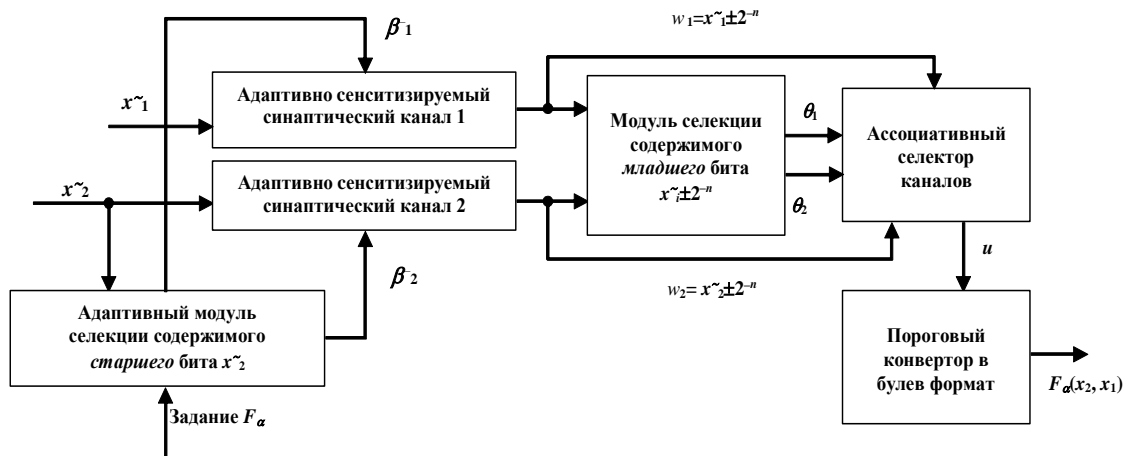 β⁻₁
w₁=x˜₁±2⁻ⁿ
x˜₁
Адаптивно сенситизируемый
синаптический канал 1
x˜₂
Адаптивно сенситизируемый
синаптический канал 2
Модуль селекции
содержимого
младшего бита
x˜ᵢ±2⁻ⁿ
θ₁
θ₂
Ассоциативный
селектор
каналов
β⁻₂
w₂= x˜₂±2⁻ⁿ
u
Адаптивный модуль
селекции содержимого
старшего бита x˜₂
Пороговый
конвертор в
булев формат
Fα(x₂, x₁)
Задание Fα